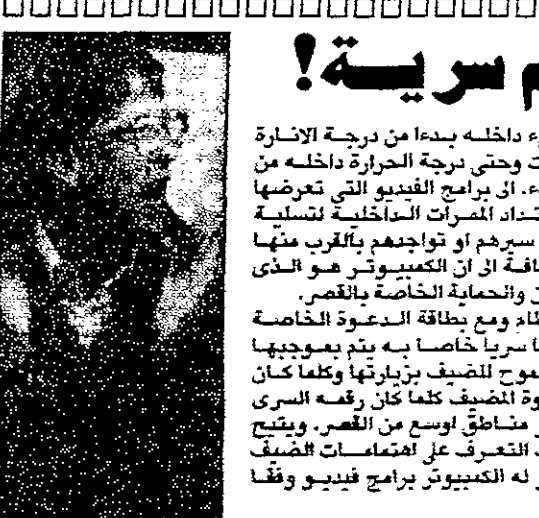 م سرية!
ء داخله بدءا من درجة الانارة
ت وحتى درجة الحرارة داخله من
ء. الى برامج الفيديو التى تعرضها
تداد الممرات الداخلية لتسلية
سيرهم او تواجدهم بالقرب منها
افة الى ان الكمبيوتر هو الذى
ن والحماية الخاصة بالقصر.
ظام ومع بطاقة الدعوة الخاصة
ا سريا خاصا به يتم بموجبها
موح للضيف بزيارتها وكلما كان
وة الضيف كلما كان رقمه السرى
مناطق اوسع من القصر. ويتيح
التعرف على اهتمامات الضيف
ر له الكمبيوتر برامج فيديو وفقا